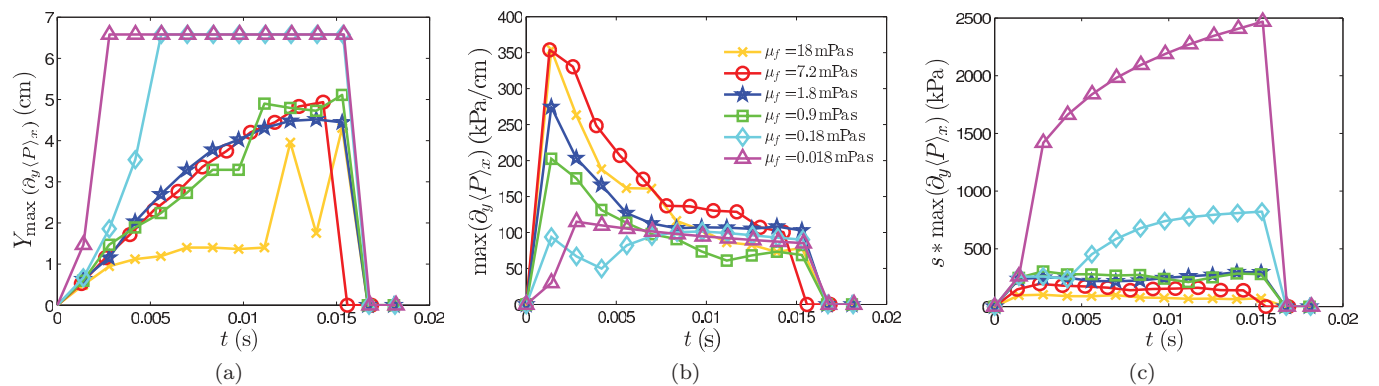 7
6
5
4
3
2
1
0
0
0.005
0.01
0.015
0.02
Y_max (∂_y⟨P⟩_x) (cm)
t (s)
(a)
400
350
300
250
200
150
100
50
0
0
0.005
0.01
0.015
0.02
max(∂_y⟨P⟩_x) (kPa/cm)
t (s)
μ_f = 18 mPas
μ_f = 7.2 mPas
μ_f = 1.8 mPas
μ_f = 0.9 mPas
μ_f = 0.18 mPas
μ_f = 0.018 mPas
(b)
2500
2000
1500
1000
500
0
0
0.005
0.01
0.015
0.02
s * max(∂_y⟨P⟩_x) (kPa)
t (s)
(c)